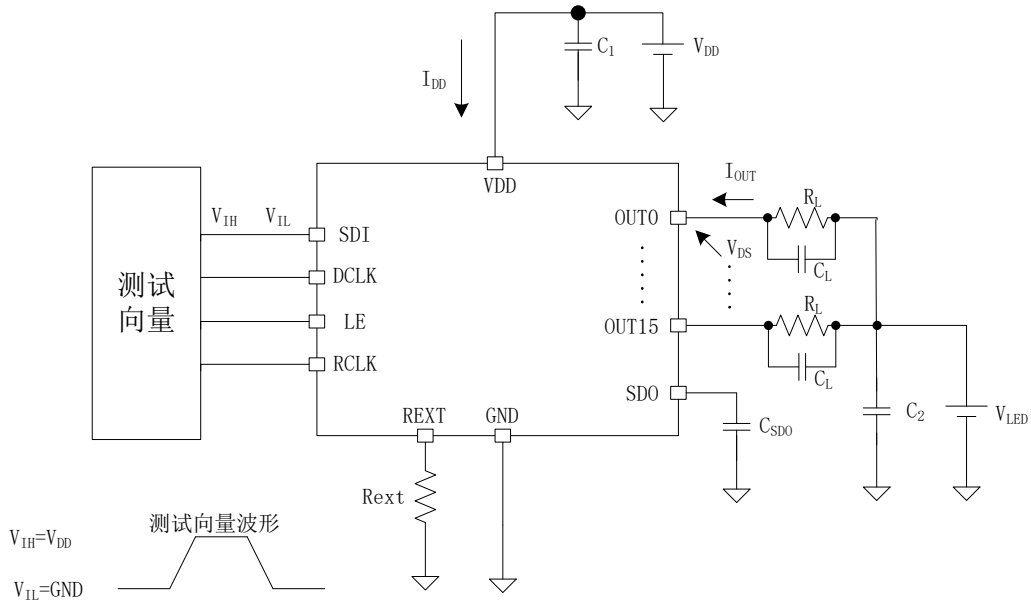 C1
VDD
IDD
VDD
IOUT
RL
OUT0
VIH VIL
SDI
VDS
CL
测试
向量
DCLK
RL
LE
OUT15
RCLK
CL
SDO
C2
VLED
REXT GND
CSDO
Rext
测试向量波形
VIH=VDD
VIL=GND